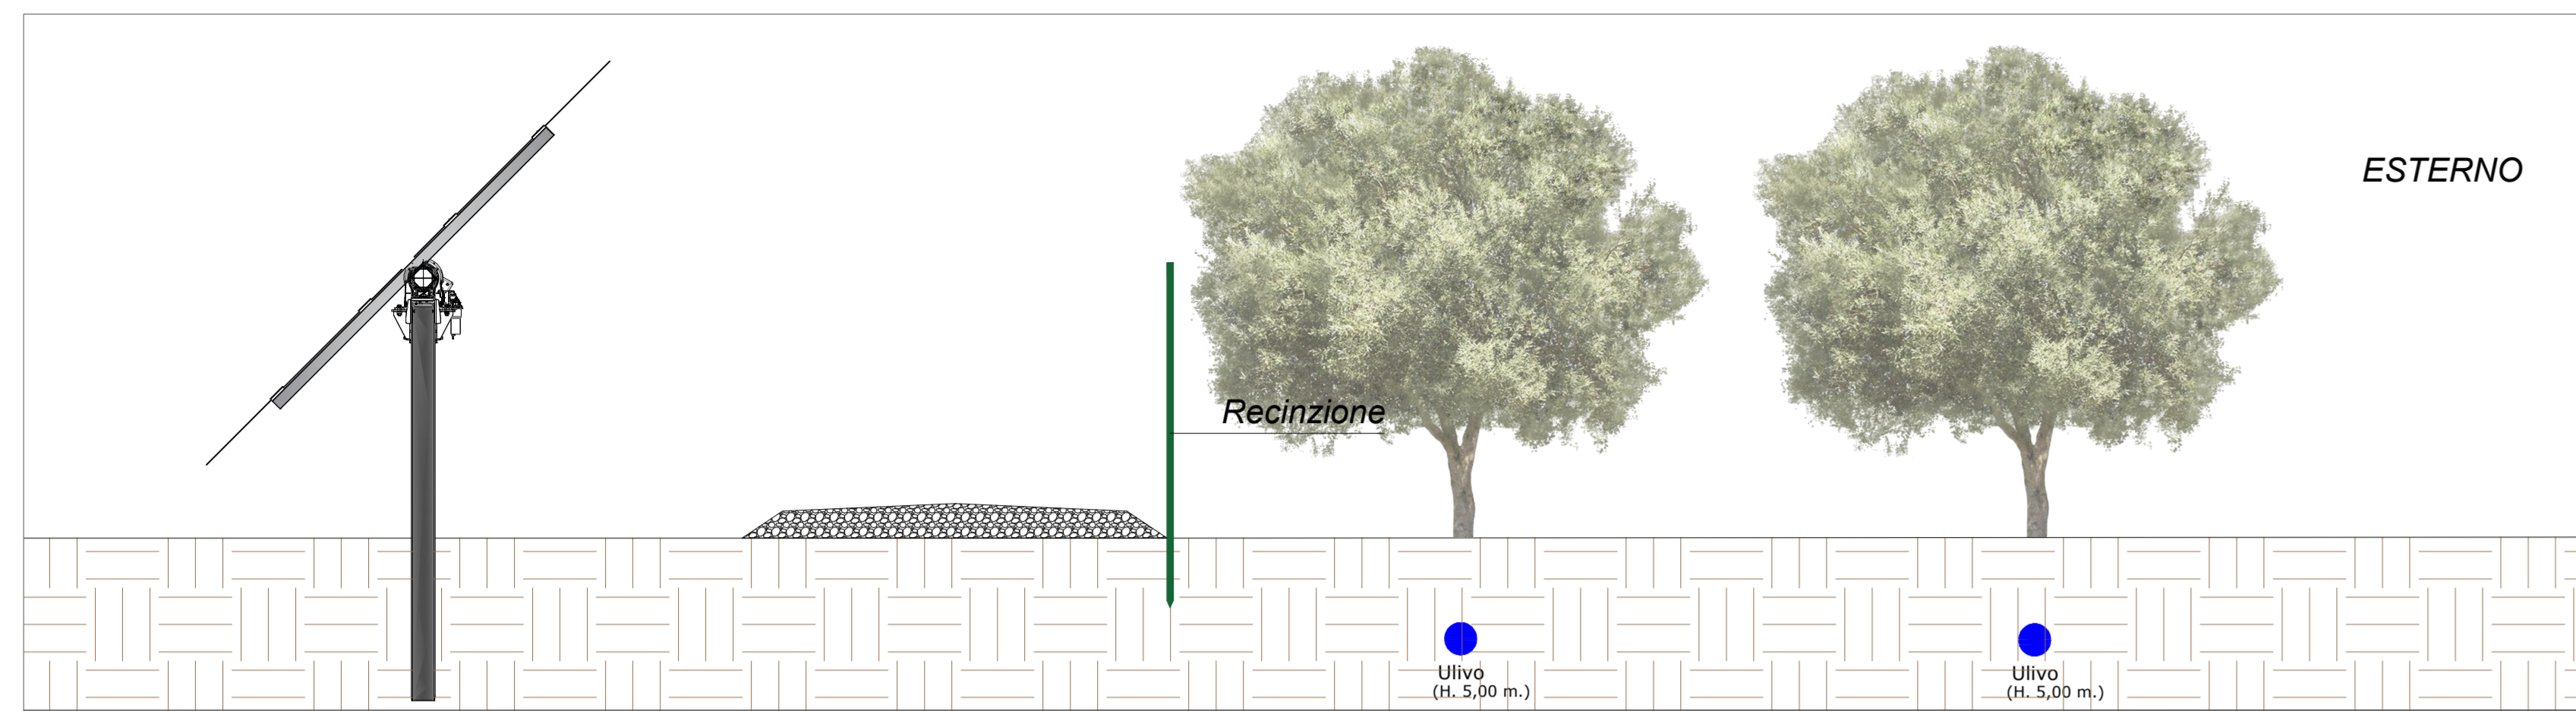 ESTERNO
Recinzione
Ulivo
(H. 5,00 m.)
Ulivo
(H. 5,00 m.)